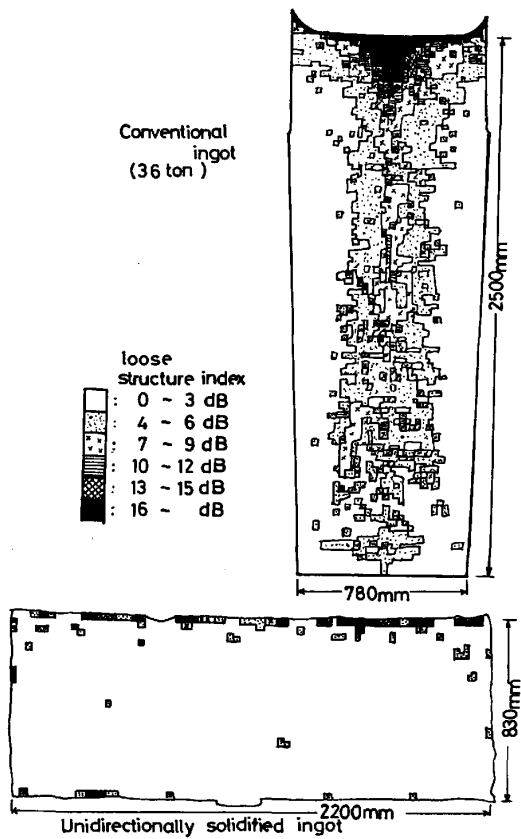 Conventional
ingot
(36 ton)
2500mm
loose
structure index
: 0 ~ 3 dB
: 4 ~ 6 dB
: 7 ~ 9 dB
: 10 ~ 12 dB
: 13 ~ 15 dB
: 16 ~ dB
780mm
830mm
2200mm
Unidirectionally solidified ingot